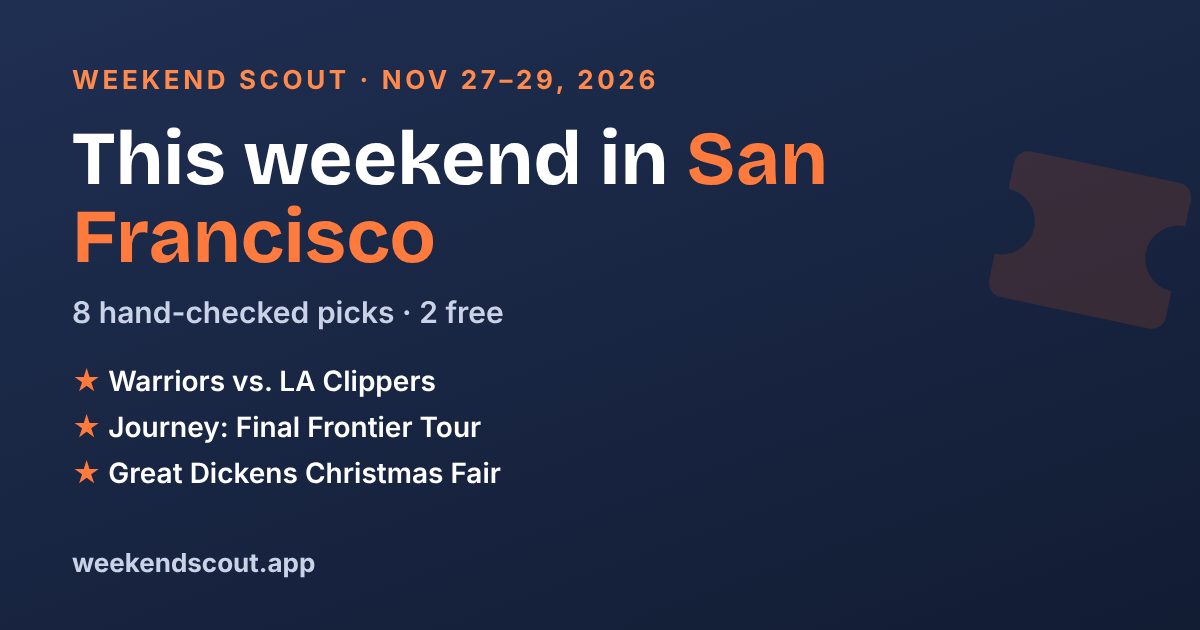 WEEKEND SCOUT · NOV 27–29, 2026
This weekend in San
Francisco
8 hand-checked picks · 2 free
★ Warriors vs. LA Clippers
★ Journey: Final Frontier Tour
★ Great Dickens Christmas Fair
weekendscout.app